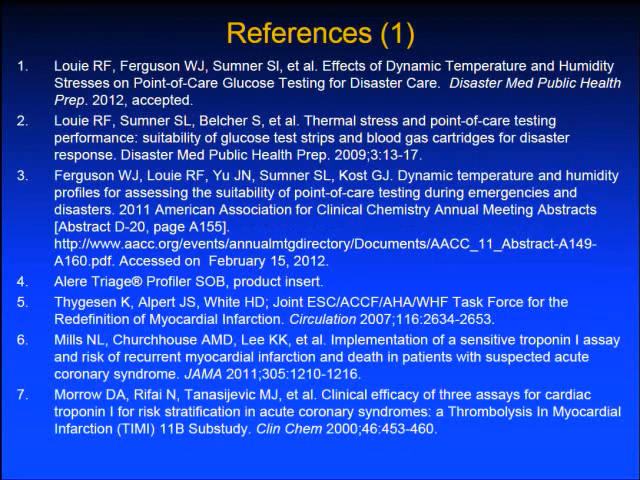 References (1)
1. Louie RF, Ferguson WJ, Sumner SI, et al. Effects of Dynamic Temperature and Humidity
Stresses on Point-of-Care Glucose Testing for Disaster Care. Disaster Med Public Health
Prep. 2012, accepted.
2. Louie RF, Sumner SL, Belcher S, et al. Thermal stress and point-of-care testing
performance: suitability of glucose test strips and blood gas cartridges for disaster
response. Disaster Med Public Health Prep. 2009;3:13-17.
3. Ferguson WJ, Louie RF, Yu JN, Sumner SL, Kost GJ. Dynamic temperature and humidity
profiles for assessing the suitability of point-of-care testing during emergencies and
disasters. 2011 American Association for Clinical Chemistry Annual Meeting Abstracts
[Abstract D-20, page A155].
http://www.aacc.org/events/annualmtgdirectory/Documents/AACC_11_Abstract-A149-
A160.pdf. Accessed on February 15, 2012.
4. Alere Triage® Profiler SOB, product insert.
5. Thygesen K, Alpert JS, White HD; Joint ESC/ACCF/AHA/WHF Task Force for the
Redefinition of Myocardial Infarction. Circulation 2007;116:2634-2653.
6. Mills NL, Churchhouse AMD, Lee KK, et al. Implementation of a sensitive troponin I assay
and risk of recurrent myocardial infarction and death in patients with suspected acute
coronary syndrome. JAMA 2011;305:1210-1216.
7. Morrow DA, Rifai N, Tanasijevic MJ, et al. Clinical efficacy of three assays for cardiac
troponin I for risk stratification in acute coronary syndromes: a Thrombolysis In Myocardial
Infarction (TIMI) 11B Substudy. Clin Chem 2000;46:453-460.